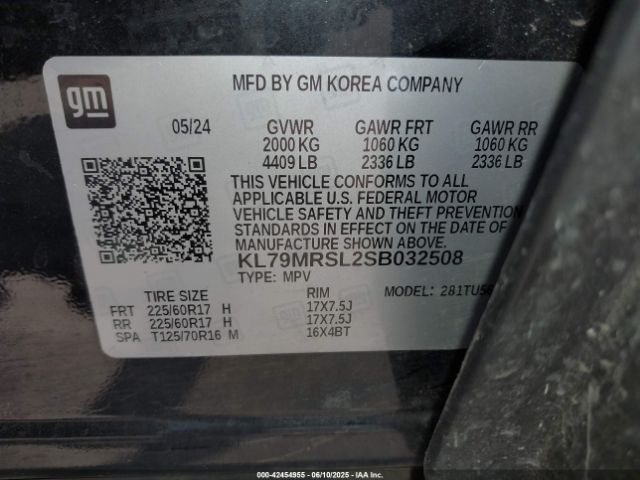 gm
MFD BY GM KOREA COMPANY
05/24 GVWR GAWR FRT GAWR RR
2000 KG 1060 KG 1060 KG
4409 LB 2336 LB 2336 LB
THIS VEHICLE CONFORMS TO ALL
APPLICABLE U.S. FEDERAL MOTOR
VEHICLE SAFETY AND THEFT PREVENTION
STANDARDS IN EFFECT ON THE DATE OF
MANUFACTURE SHOWN ABOVE.
KL79MRSL2SB032508
TYPE: MPV MODEL: 281TU56
TIRE SIZE RIM
FRT 225/60R17 H 17X7.5J
RR 225/60R17 H 17X7.5J
SPA T125/70R16 M 16X4BT
000-42454955 — 06/10/2025 — IAA Inc.